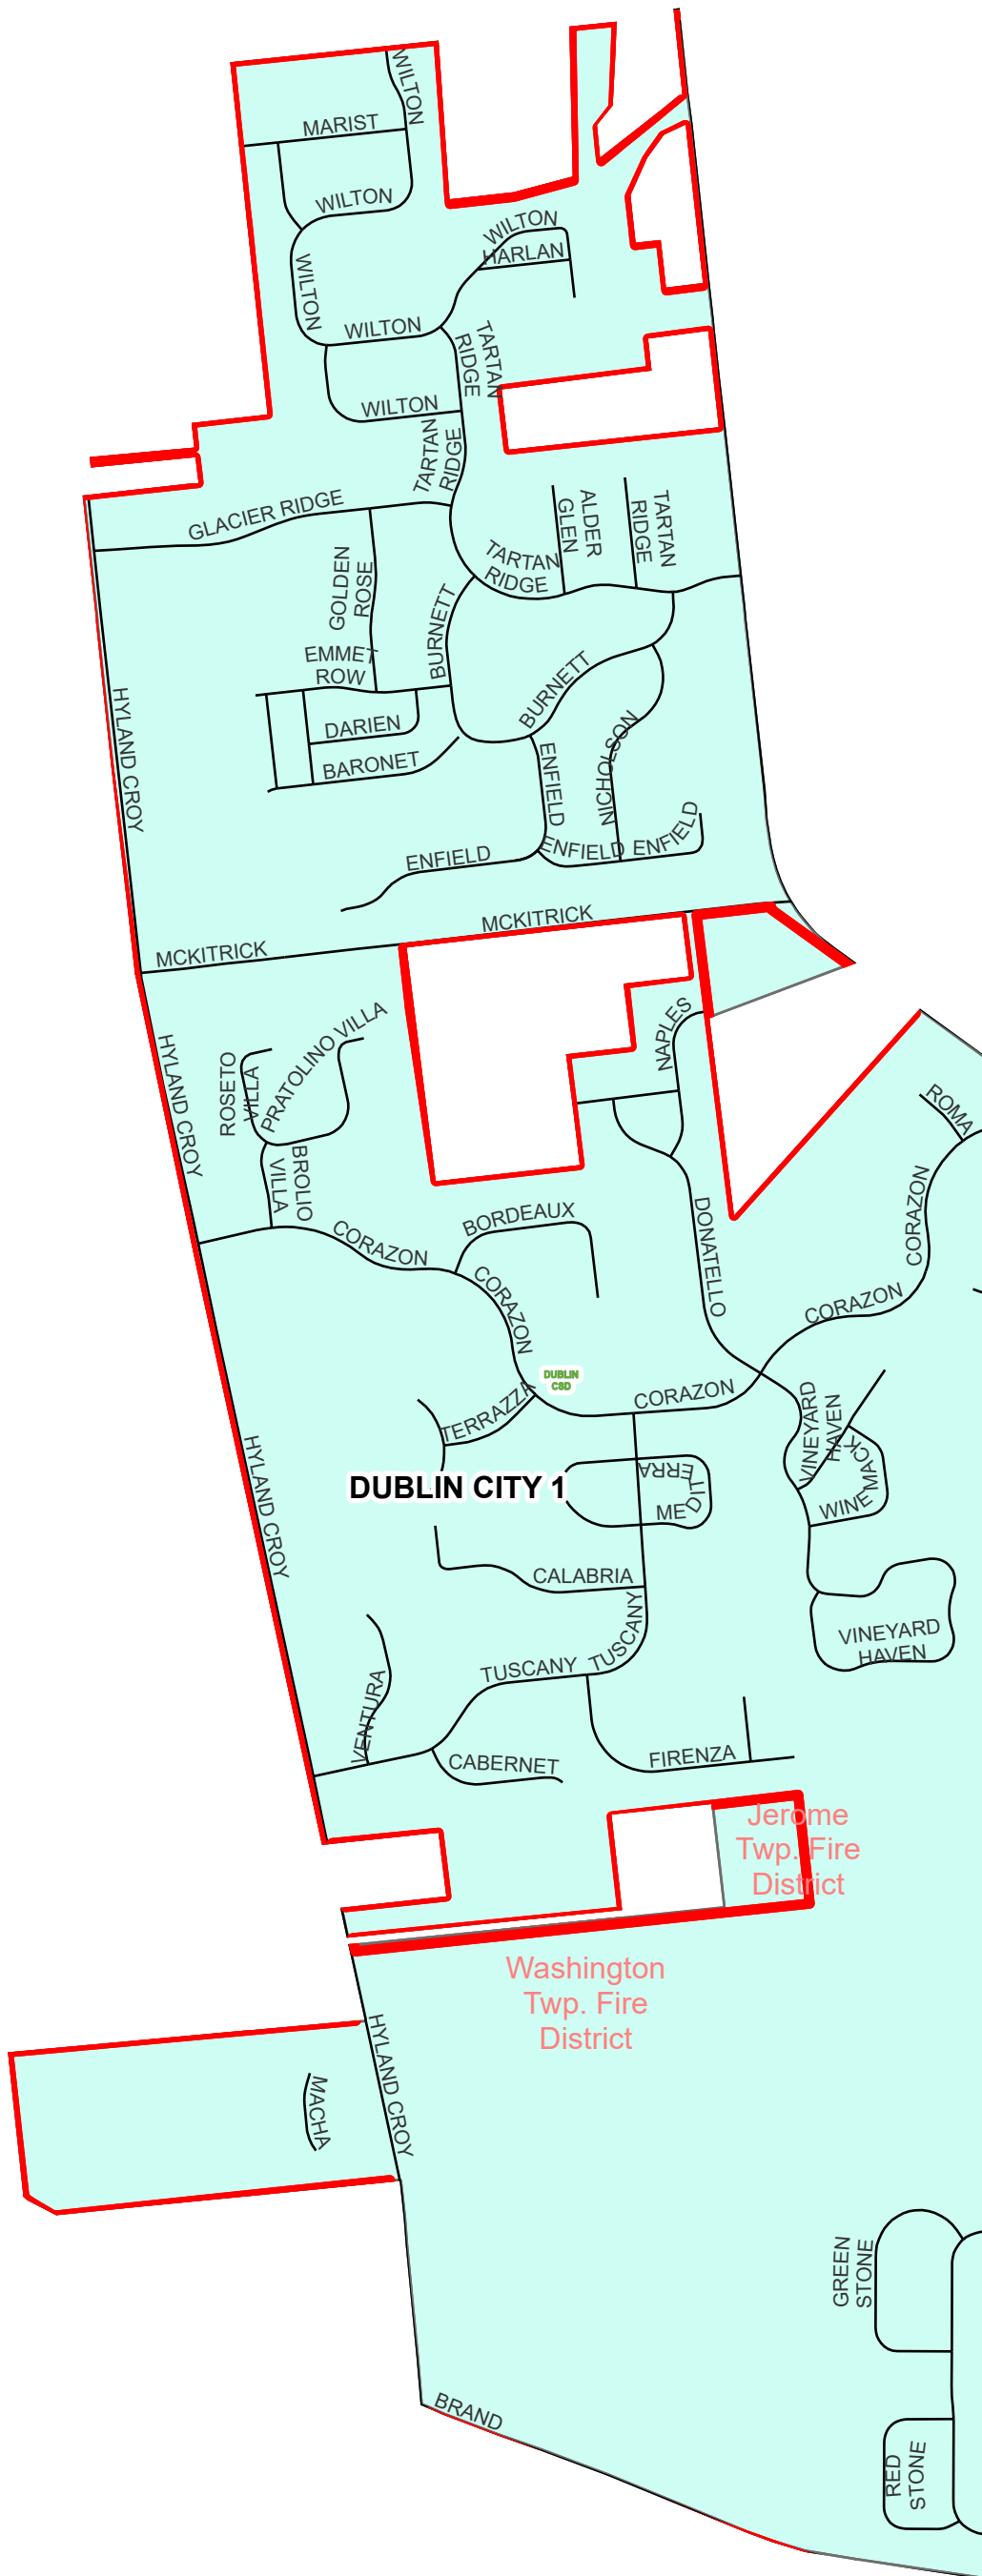 WILTON
MARIST
WILTON
WILTON
HARLAN
WILTON
WILTON
TARTAN
RIDGE
WILTON
TARTAN
RIDGE
GLACIER RIDGE
ALDER
GLEN
TARTAN
RIDGE
TARTAN
RIDGE
GOLDEN
ROSE
BURNETT
EMMET
ROW
BURNETT
DARIEN
HYLAND CROY
BARONET
ENFIELD
NICHOLSON
ENFIELD
ENFIELD
ENFIELD
MCKITRICK
MCKITRICK
NAPLES
PRATOLINO VILLA
HYLAND CROY
ROSETO
VILLA
ROMA
BROLIO
VILLA
CORAZON
BORDEAUX
DONATELLO
CORAZON
CORAZON
CORAZON
DUBLIN
CSD
CORAZON
TERRAZZA
VINEYARD
HAVEN
MACK
WINE
HYLAND CROY
DUBLIN CITY 1
MEDITERRA
CALABRIA
TUSCANY
TUSCANY
VINEYARD
HAVEN
VENTURA
CABERNET
FIRENZA
Jerome
Twp. Fire
District
Washington
Twp. Fire
District
HYLAND CROY
MACHA
GREEN
STONE
BRAND
RED
STONE